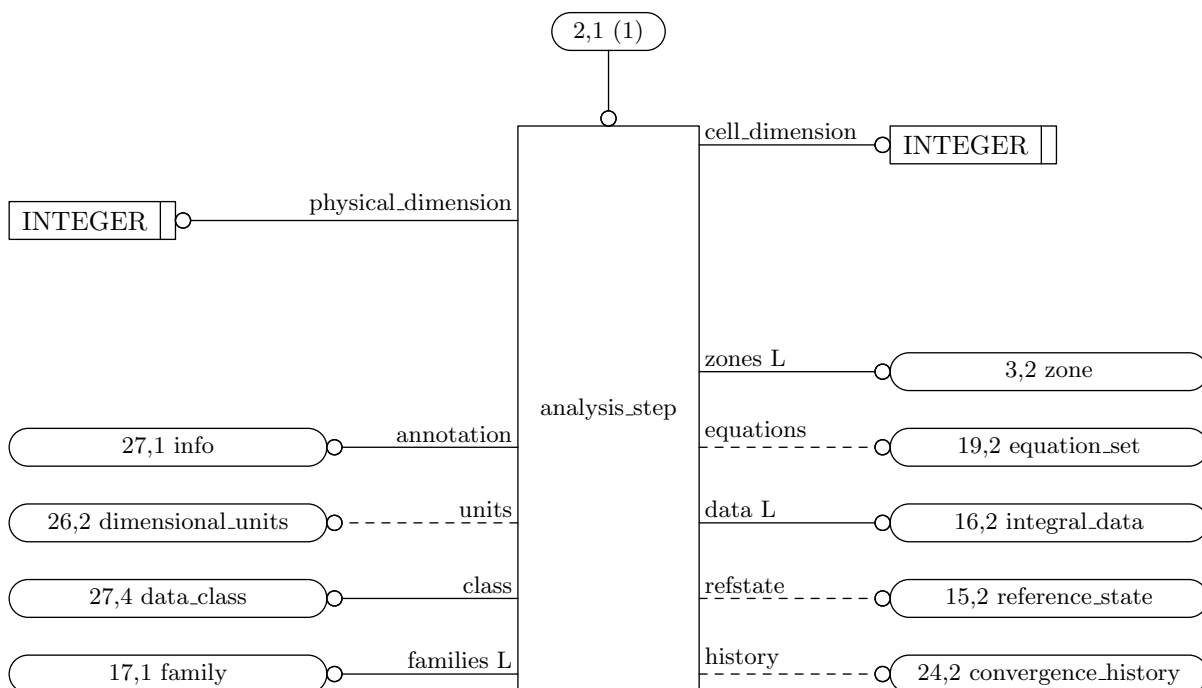 2,1 (1)
cell_dimension
INTEGER
physical_dimension
INTEGER
zones L
3,2 zone
analysis_step
annotation
27,1 info
equations
19,2 equation_set
units
26,2 dimensional_units
data L
16,2 integral_data
class
27,4 data_class
refstate
15,2 reference_state
families L
17,1 family
history
24,2 convergence_history